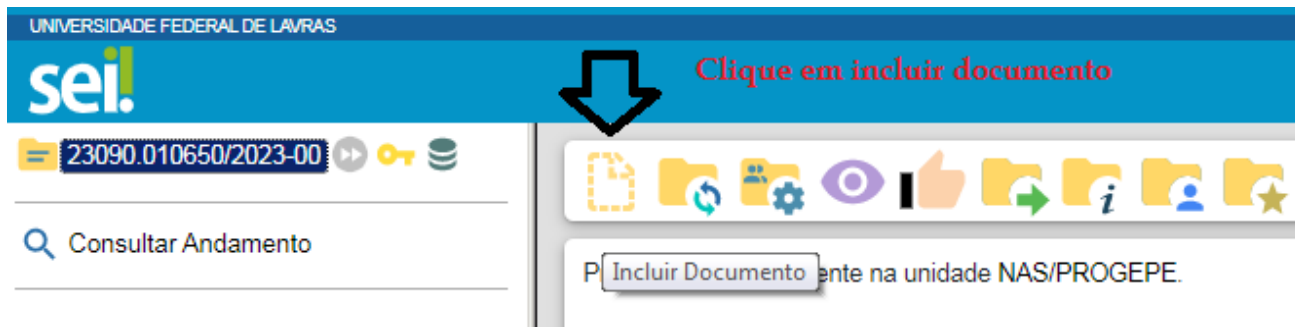 UNIVERSIDADE FEDERAL DE LAVRAS
sei!
Clique em incluir documento
23090.010650/2023-00
Consultar Andamento
P
Incluir Documento
ente na unidade NAS/PROGEPE.